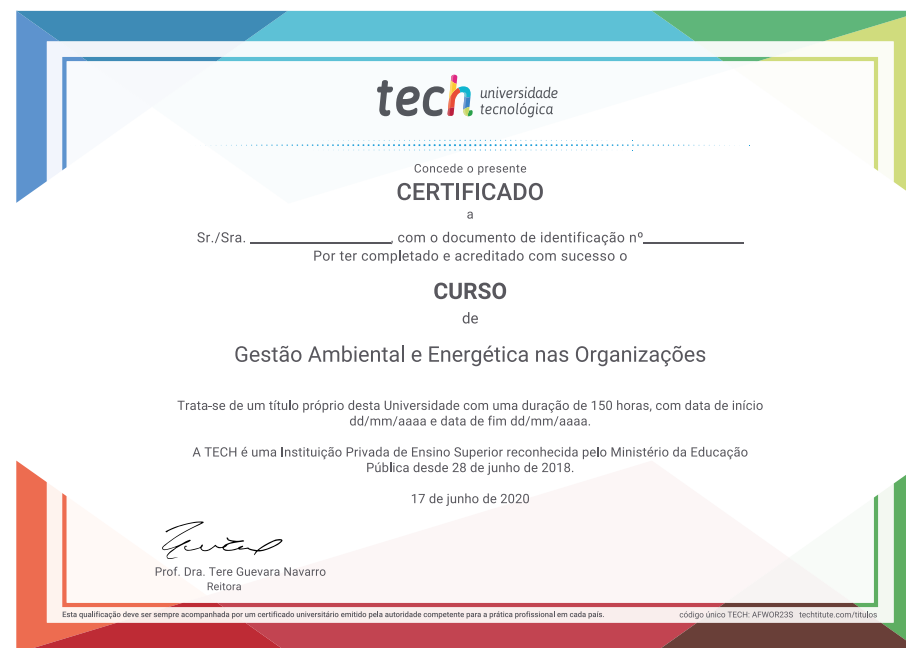 tech universidade
tecnológica
Concede o presente
CERTIFICADO
a
Sr./Sra. ____________________, com o documento de identificação nº______________
Por ter completado e acreditado com sucesso o
CURSO
de
Gestão Ambiental e Energética nas Organizações
Trata-se de um título próprio desta Universidade com uma duração de 150 horas, com data de início
dd/mm/aaaa e data de fim dd/mm/aaaa.
A TECH é uma Instituição Privada de Ensino Superior reconhecida pelo Ministério da Educação
Pública desde 28 de junho de 2018.
17 de junho de 2020
Prof. Dra. Tere Guevara Navarro
Reitora
Esta qualificação deve ser sempre acompanhada por um certificado universitário emitido pela autoridade competente para a prática profissional em cada país.
código único TECH: AFWOR23S techtitute.com/titulos